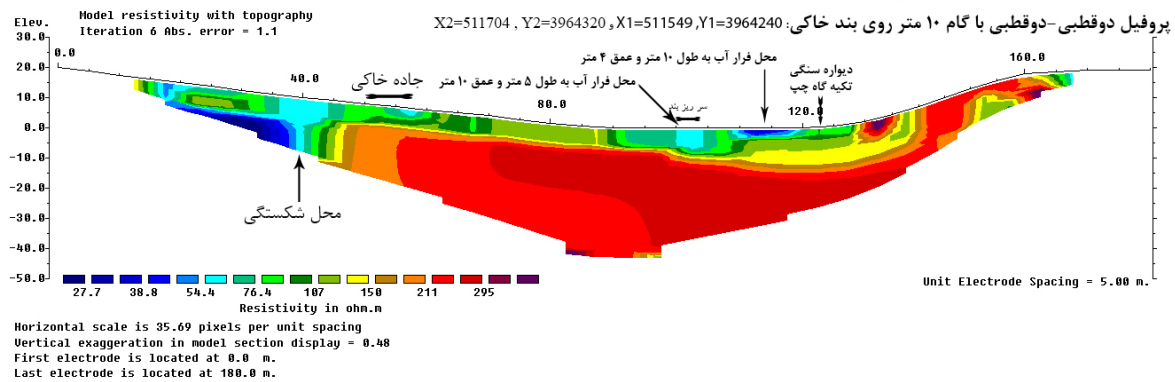 پروفیل دوقطبی-دوقطبی با گام ۱۰ متر روی بند خاکی: X1=511549,Y1=3964240 و X2=511704 , Y2=3964320
Model resistivity with topography
Elev.
Iteration 6 Abs. error = 1.1
30.0
20.0
10.0
0.0
-10.0
-20.0
-30.0
-40.0
-50.0
0.0
40.0
80.0
120.0
160.0
جاده خاکی
محل فرار آب به طول ۱۰ متر و عمق ۴ متر
محل فرار آب به طول ۵ متر و عمق ۱۰ متر
سر ریز بند
دیواره سنگی
تکیه گاه چپ
محل شکستگی
27.7 38.8 54.4 76.4 107 150 211 295
Resistivity in ohm.m
Unit Electrode Spacing = 5.00 m.
Horizontal scale is 35.69 pixels per unit spacing
Vertical exaggeration in model section display = 0.48
First electrode is located at 0.0 m.
Last electrode is located at 180.0 m.